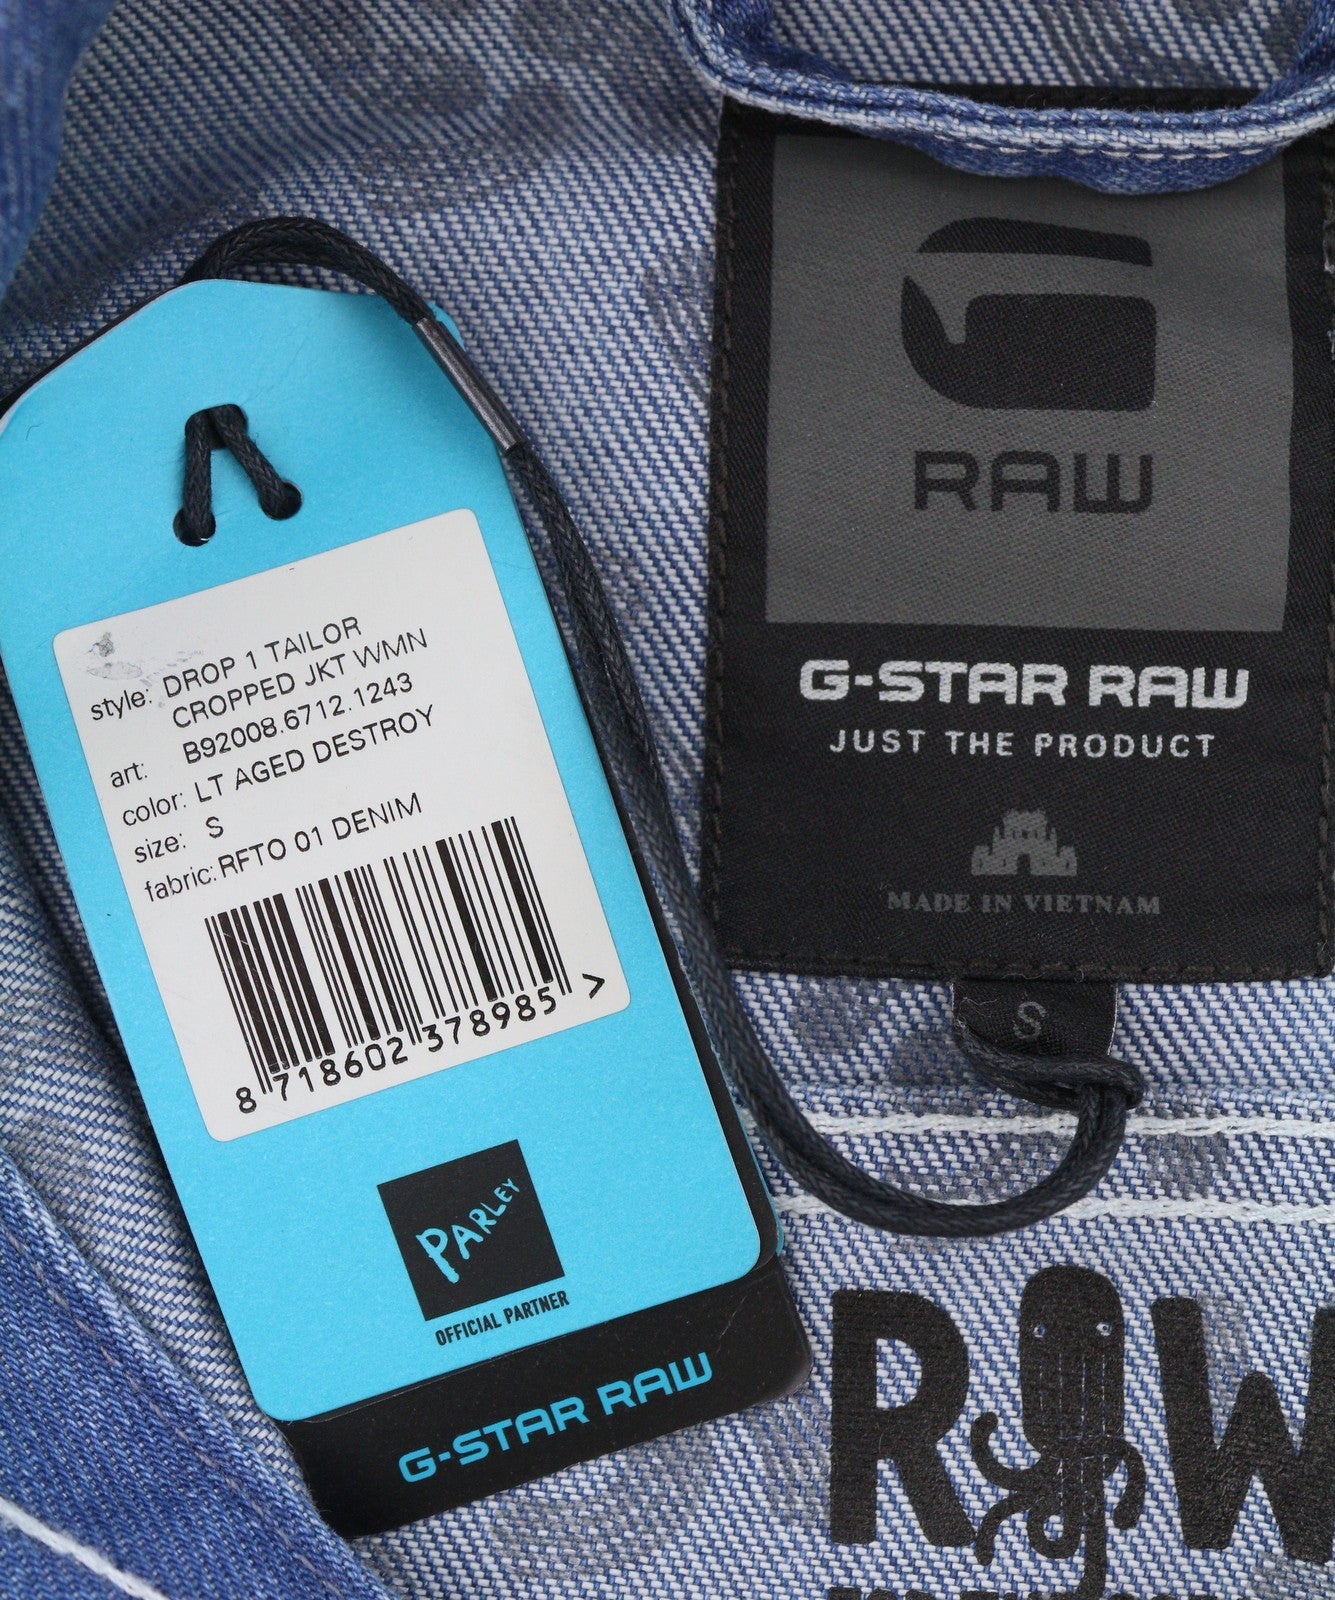 style: DROP 1 TAILOR
CROPPED JKT WMN
art: B92008.6712.1243
color: LT AGED DESTROY
size: S
fabric: RFTO 01 DENIM
8 718602 378985 >
PARLEY
OFFICIAL PARTNER
G-STAR RAW
RAW
G-STAR RAW
JUST THE PRODUCT
MADE IN VIETNAM
S
RAW